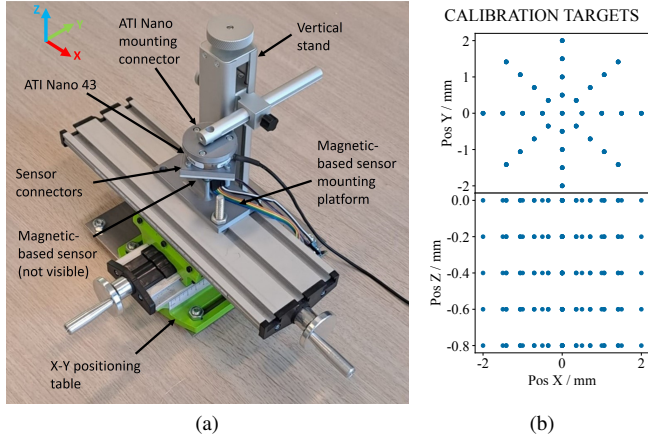 Z
Y
X
ATI Nano
mounting
connector
Vertical
stand
ATI Nano 43
Sensor
connectors
Magnetic-
based sensor
mounting
platform
Magnetic-
based sensor
(not visible)
X-Y positioning
table
(a)
CALIBRATION TARGETS
Pos Y / mm
2
1
0
-1
-2
Pos Z / mm
0.0
-0.2
-0.4
-0.6
-0.8
-2
-1
0
1
2
Pos X / mm
(b)